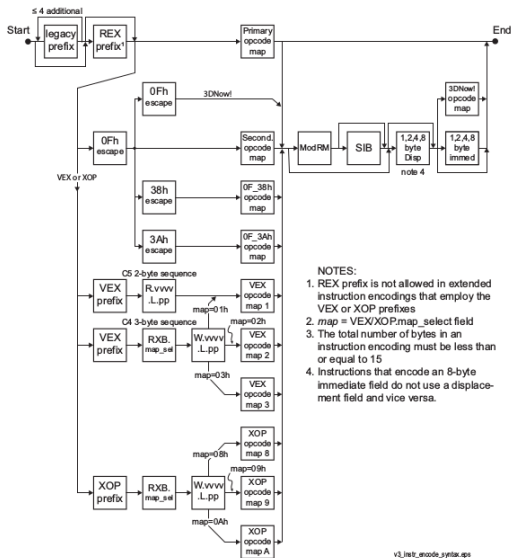 ≤ 4 additional
Start
legacy
prefix
REX
prefix¹
Primary
opcode
map
End
0Fh
escape
3DNow!
3DNow!
opcode
map
0Fh
escape
Second.
opcode
map
ModRM
SIB
1,2,4,8
byte
Disp
1,2,4,8
byte
immed
note 4
VEX or XOP
38h
escape
0F_38h
opcode
map
3Ah
escape
0F_3Ah
opcode
map
C5 2-byte sequence
VEX
prefix
R.vvvv
.L.pp
VEX
opcode
map 1
map=01h
C4 3-byte sequence
map=02h
VEX
prefix
RXB.
map_sel
W.vvvv
.L.pp
VEX
opcode
map 2
map=03h
VEX
opcode
map 3
XOP
opcode
map 8
map=08h
map=09h
XOP
prefix
RXB.
map_sel
W.vvvv
.L.pp
XOP
opcode
map 9
map=0Ah
XOP
opcode
map A
NOTES:
1. REX prefix is not allowed in extended
instruction encodings that employ the
VEX or XOP prefixes
2. map = VEX/XOP.map_select field
3. The total number of bytes in an
instruction encoding must be less than
or equal to 15
4. Instructions that encode an 8-byte
immediate field do not use a displace-
ment field and vice versa.
v3_instr_encode_syntax.eps